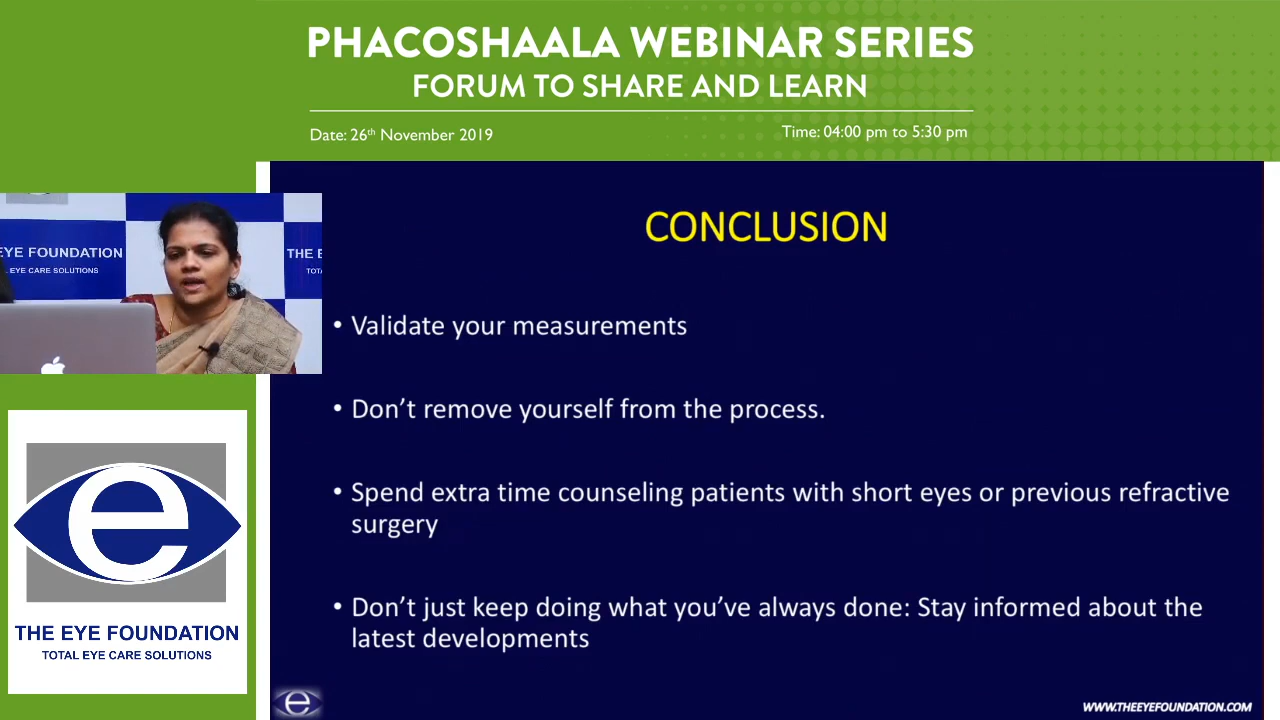 PHACOSHAALA WEBINAR SERIES
FORUM TO SHARE AND LEARN
Date: 26th November 2019
Time: 04:00 pm to 5:30 pm
EYE FOUNDATION
EYE CARE SOLUTIONS
THE E
TOT
CONCLUSION
• Validate your measurements
• Don’t remove yourself from the process.
• Spend extra time counseling patients with short eyes or previous refractive
surgery
• Don’t just keep doing what you’ve always done: Stay informed about the
latest developments
e
THE EYE FOUNDATION
TOTAL EYE CARE SOLUTIONS
e
WWW.THEEYEFOUNDATION.COM